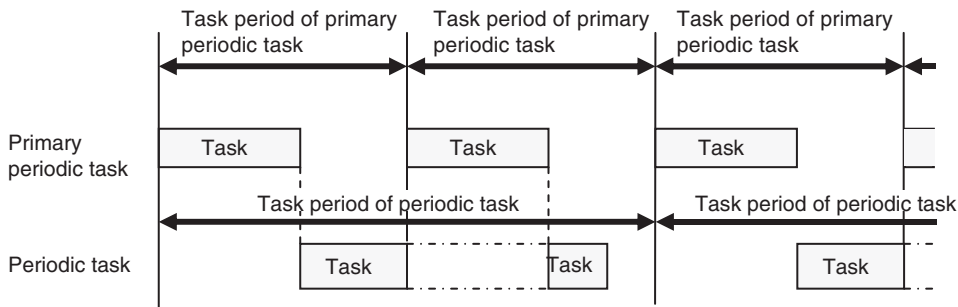 Task period of primary
periodic task
Task period of primary
periodic task
Task period of primary
periodic task
Primary
periodic task
Task
Task
Task
Task period of periodic task
Task period of periodic task
Periodic task
Task
Task
Task